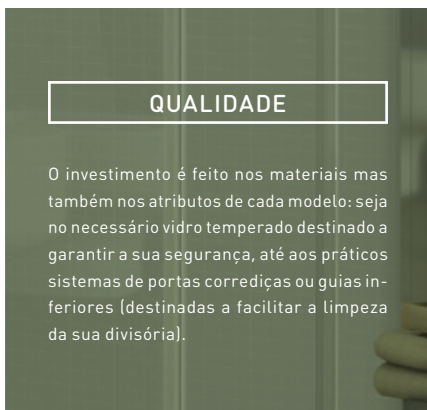 QUALIDADE
O investimento é feito nos materiais mas
também nos atributos de cada modelo: seja
no necessário vidro temperado destinado a
garantir a sua segurança, até aos práticos
sistemas de portas corrediças ou guias in-
feriores (destinadas a facilitar a limpeza
da sua divisória).